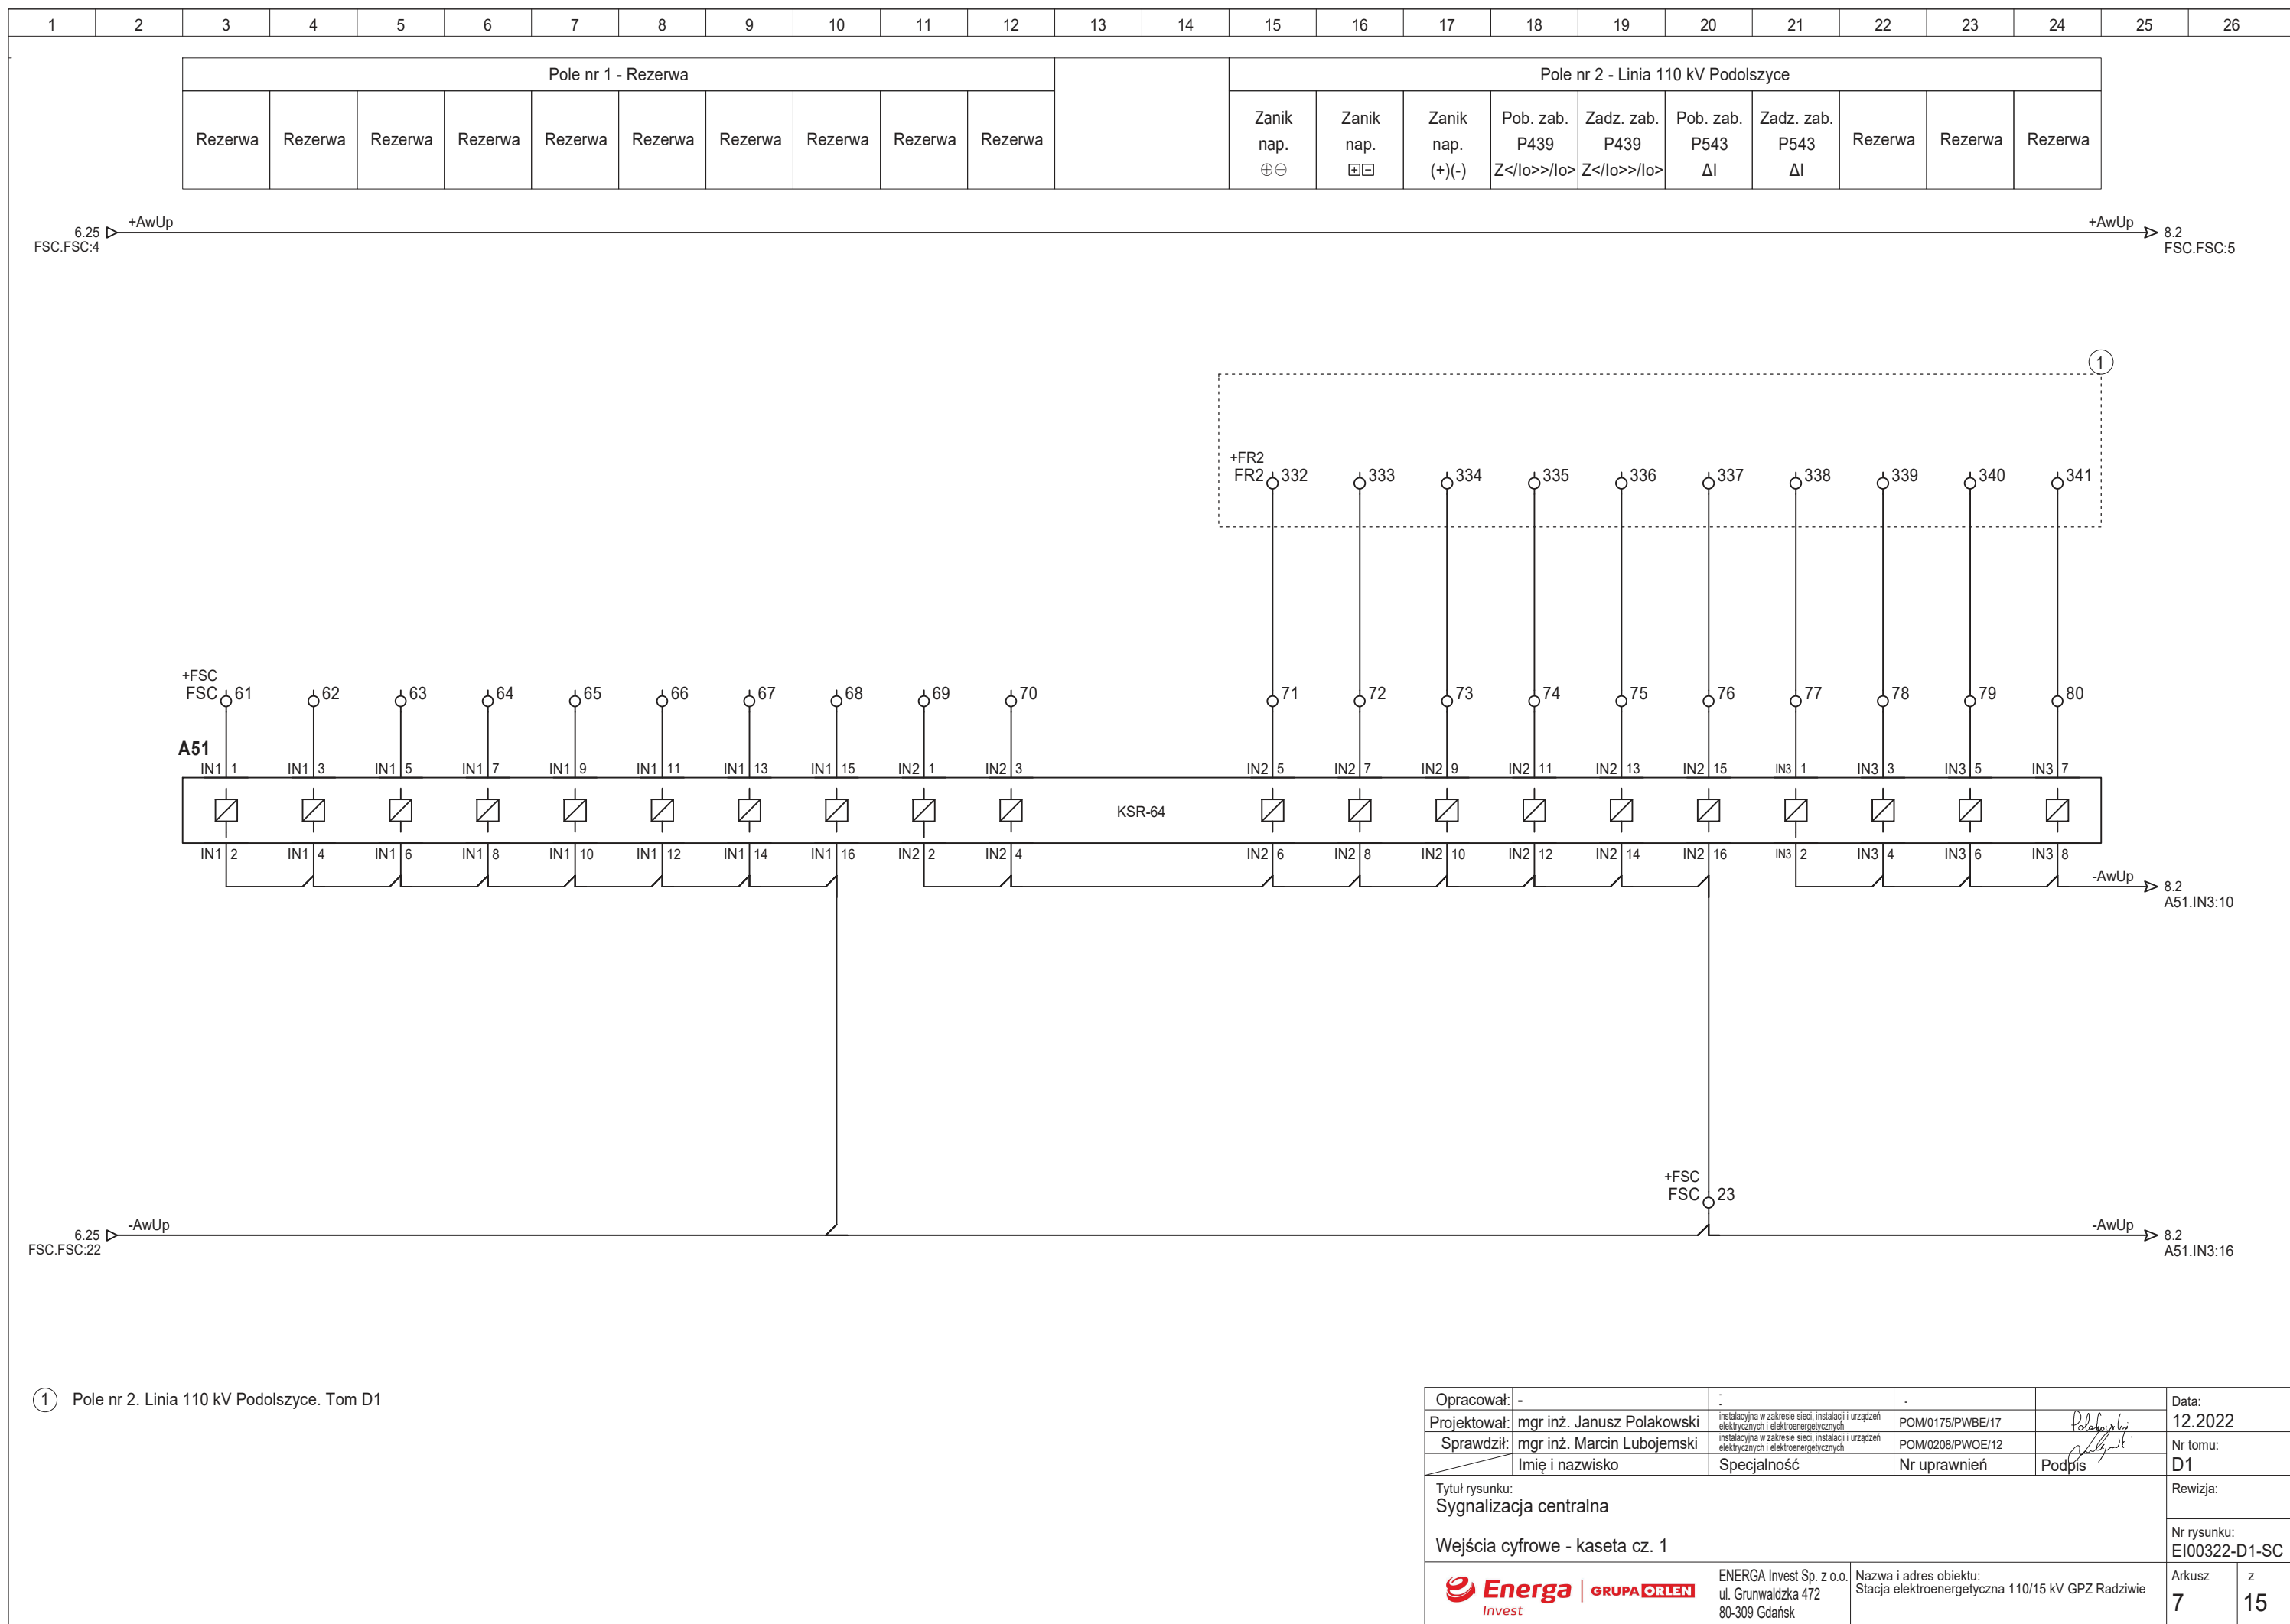 1 2 3 4 5 6 7 8 9 10 11 12 13 14 15 16 17 18 19 20 21 22 23 24 25 26
Pole nr 1 - Rezerwa
Pole nr 2 - Linia 110 kV Podolszyce
Rezerwa Rezerwa Rezerwa Rezerwa Rezerwa Rezerwa Rezerwa Rezerwa Rezerwa Rezerwa
Zanik Zanik Zanik Pob. zab. Zadz. zab. Pob. zab. Zadz. zab.
nap. nap. nap. P439 P439 P543 P543 Rezerwa Rezerwa Rezerwa
⊕⊖ ⊞⊟ (+)(-) Z</Io>>/Io> Z</Io>>/Io> ΔI ΔI
+AwUp +AwUp
6.25 8.2
FSC.FSC:4 FSC.FSC:5
1
+FR2
FR2 332 333 334 335 336 337 338 339 340 341
+FSC
FSC 61 62 63 64 65 66 67 68 69 70 71 72 73 74 75 76 77 78 79 80
A51
IN1 1 IN1 3 IN1 5 IN1 7 IN1 9 IN1 11 IN1 13 IN1 15 IN2 1 IN2 3 IN2 5 IN2 7 IN2 9 IN2 11 IN2 13 IN2 15 IN3 1 IN3 3 IN3 5 IN3 7
KSR-64
IN1 2 IN1 4 IN1 6 IN1 8 IN1 10 IN1 12 IN1 14 IN1 16 IN2 2 IN2 4 IN2 6 IN2 8 IN2 10 IN2 12 IN2 14 IN2 16 IN3 2 IN3 4 IN3 6 IN3 8
-AwUp
8.2
A51.IN3:10
+FSC
FSC 23
-AwUp -AwUp
6.25 8.2
FSC.FSC:22 A51.IN3:16
1 Pole nr 2. Linia 110 kV Podolszyce. Tom D1
Opracował: - - - -
Projektował: mgr inż. Janusz Polakowski instalacyjna w zakresie sieci, instalacji i urządzeń elektrycznych i elektroenergetycznych POM/0175/PWBE/17
Sprawdził: mgr inż. Marcin Lubojemski instalacyjna w zakresie sieci, instalacji i urządzeń elektrycznych i elektroenergetycznych POM/0208/PWOE/12
Imię i nazwisko Specjalność Nr uprawnień Podpis
Data:
12.2022
Nr tomu:
D1
Tytuł rysunku:
Sygnalizacja centralna
Wejścia cyfrowe - kaseta cz. 1
Rewizja:
Nr rysunku:
EI00322-D1-SC
Energa GRUPA ORLEN
Invest
ENERGA Invest Sp. z o.o.
ul. Grunwaldzka 472
80-309 Gdańsk
Nazwa i adres obiektu:
Stacja elektroenergetyczna 110/15 kV GPZ Radziwie
Arkusz z
7 15